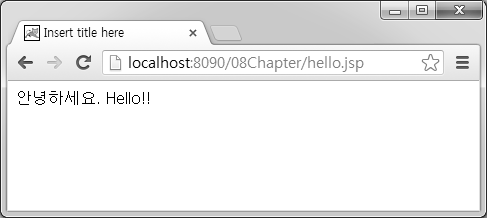 Insert title here
localhost:8090/08Chapter/hello.jsp
안녕하세요. Hello!!